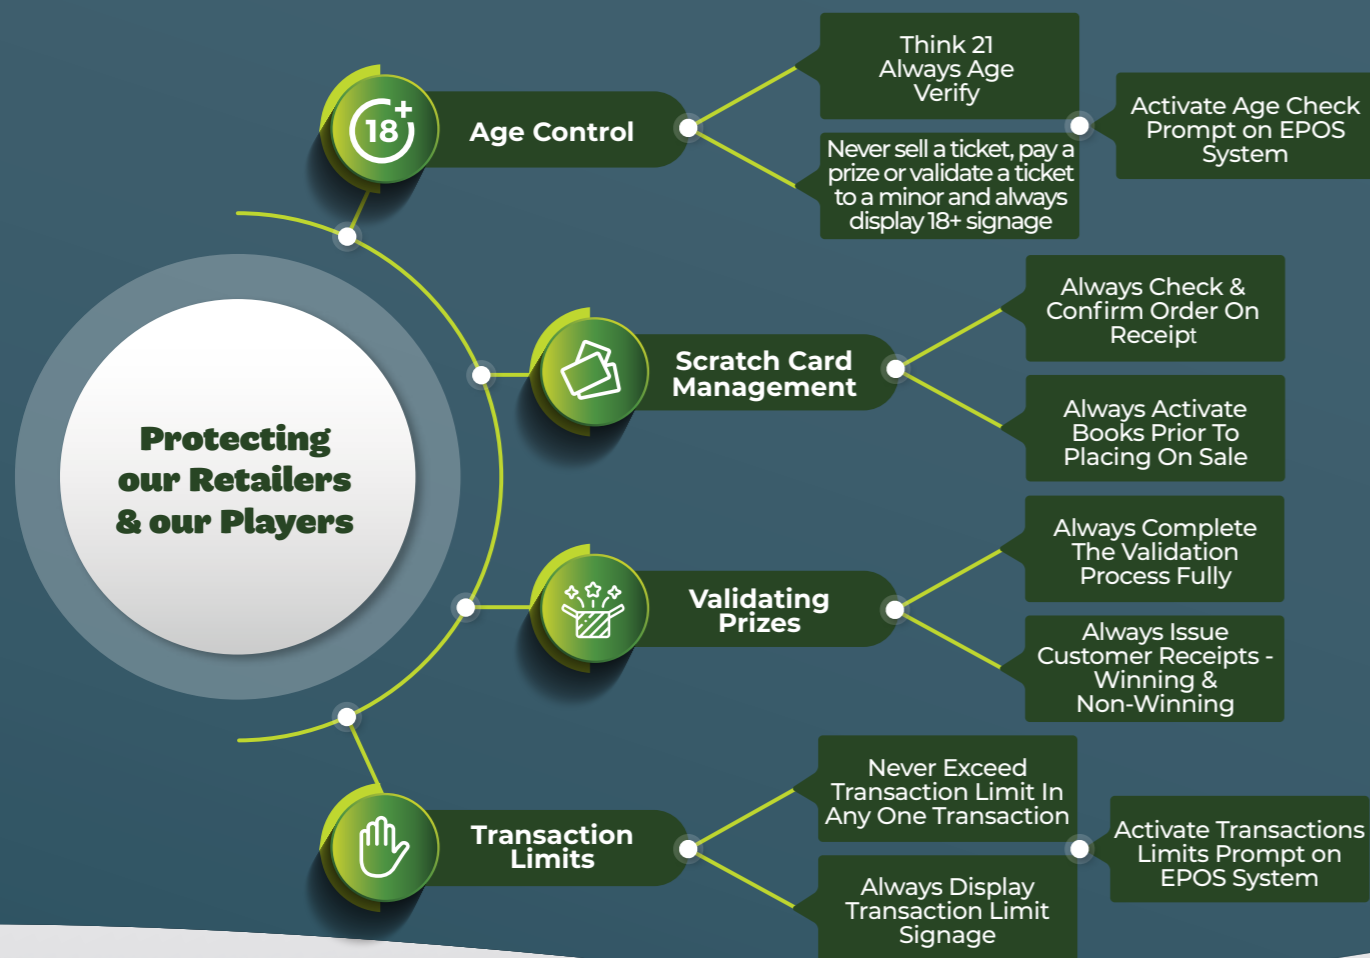 Protecting
our Retailers
& our Players
18+
Age Control
Think 21
Always Age
Verify
Never sell a ticket, pay a
prize or validate a ticket
to a minor and always
display 18+ signage
Activate Age Check
Prompt on EPOS
System
Scratch Card
Management
Always Check &
Confirm Order On
Receipt
Always Activate
Books Prior To
Placing On Sale
Validating
Prizes
Always Complete
The Validation
Process Fully
Always Issue
Customer Receipts -
Winning &
Non-Winning
Transaction
Limits
Never Exceed
Transaction Limit In
Any One Transaction
Always Display
Transaction Limit
Signage
Activate Transactions
Limits Prompt on
EPOS System